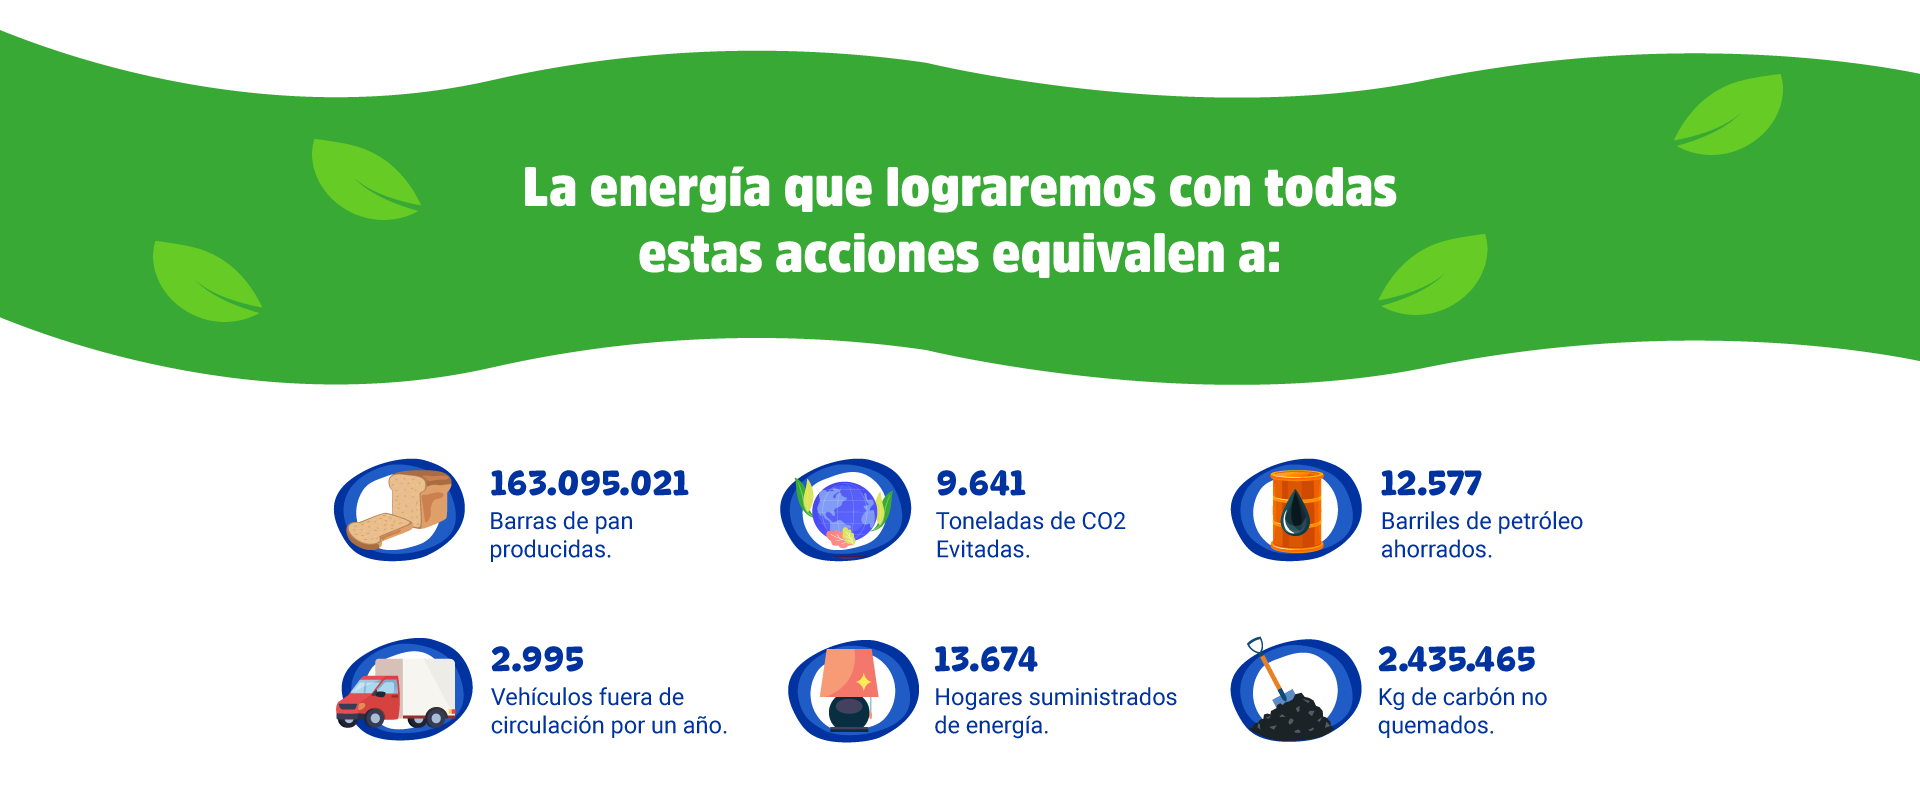 La energía que lograremos con todas
estas acciones equivalen a:
163.095.021
Barras de pan
producidas.
9.641
Toneladas de CO2
Evitadas.
12.577
Barriles de petróleo
ahorrados.
2.995
Vehículos fuera de
circulación por un año.
13.674
Hogares suministrados
de energía.
2.435.465
Kg de carbón no
quemados.